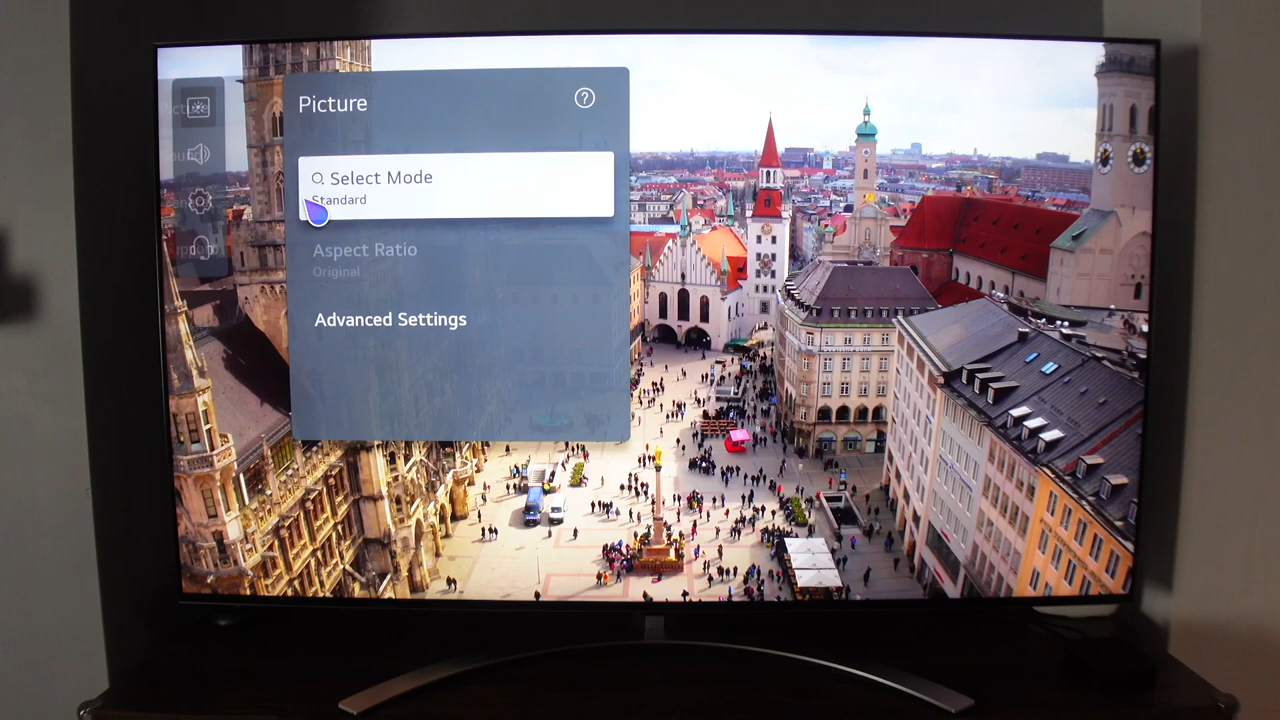 Picture
?
Select Mode
Standard
Aspect Ratio
Original
Advanced Settings